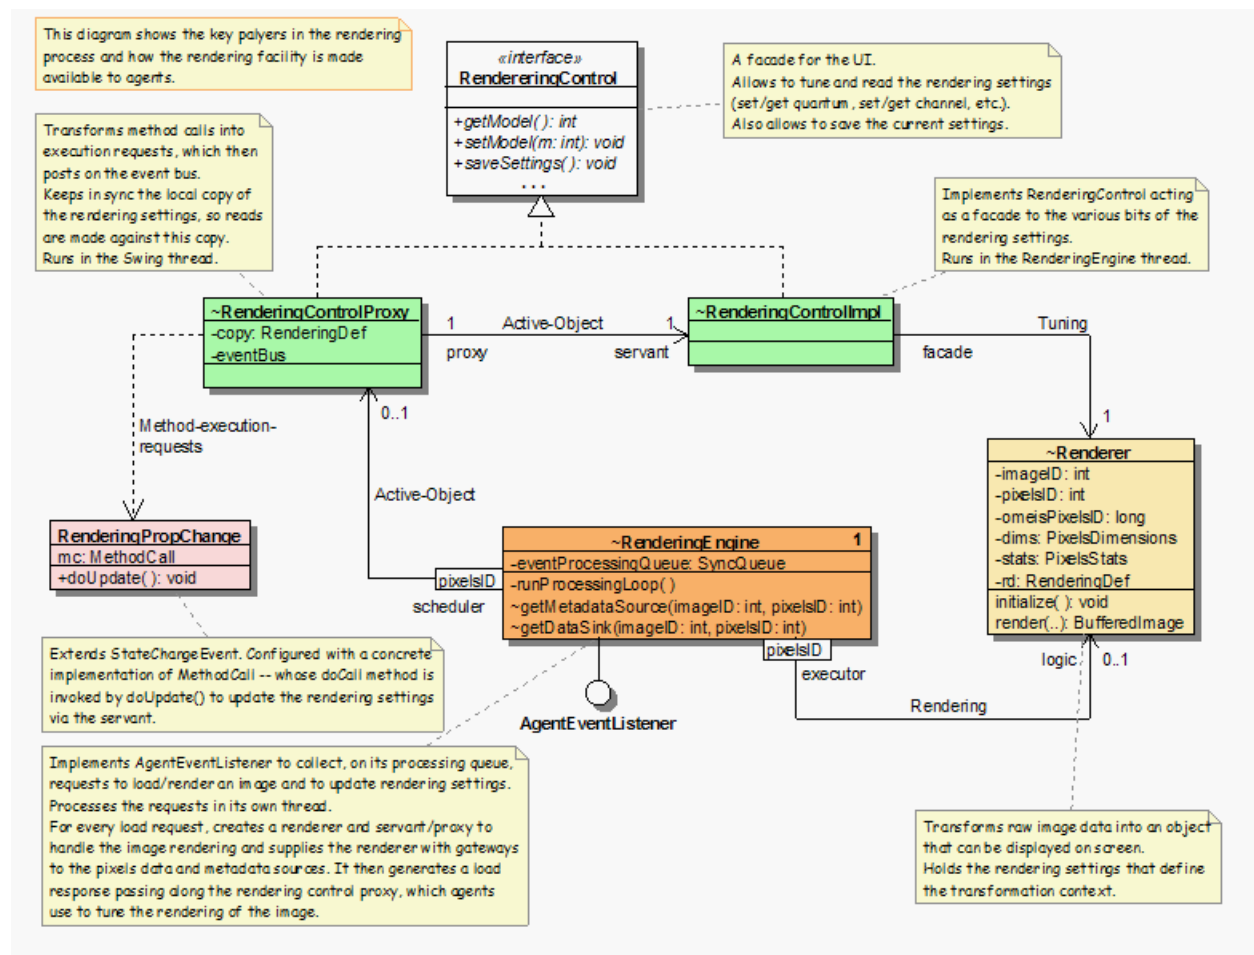 This diagram shows the key palyers in the rendering
process and how the rendering facility is made
available to agents.
«interface»
RendereringControl
+getModel( ): int
+setModel(m: int): void
+saveSettings( ): void
...
A facade for the UI.
Allows to tune and read the rendering settings
(set/get quantum, set/get channel, etc.).
Also allows to save the current settings.
Transforms method calls into
execution requests, which then
posts on the event bus.
Keeps in sync the local copy of
the rendering settings, so reads
are made against this copy.
Runs in the Swing thread.
Implements RenderingControl acting
as a facade to the various bits of the
rendering settings.
Runs in the RenderingEngine thread.
~RenderingControlProxy
-copy: RenderingDef
-eventBus
1
Active-Object
1
proxy
servant
~RenderingControlImpl
Tuning
facade
1
0..1
Method-execution-
requests
Active-Object
~Renderer
-imageID: int
-pixelsID: int
-omeisPixelsID: long
-dims: PixelsDimensions
-stats: PixelsStats
-rd: RenderingDef
initialize( ): void
render(..): BufferedImage
RenderingPropChange
mc: MethodCall
+doUpdate( ): void
pixelsID
scheduler
~RenderingEngine
1
-eventProcessingQueue: SyncQueue
-runProcessingLoop( )
~getMetadataSource(imageID: int, pixelsID: int)
~getDataSink(imageID: int, pixelsID: int)
pixelsID
executor
logic
0..1
Rendering
AgentEventListener
Extends StateChangeEvent. Configured with a concrete
implementation of MethodCall -- whose doCall method is
invoked by doUpdate() to update the rendering settings
via the servant.
Implements AgentEventListener to collect, on its processing queue,
requests to load/render an image and to update rendering settings.
Processes the requests in its own thread.
For every load request, creates a renderer and servant/proxy to
handle the image rendering and supplies the renderer with gateways
to the pixels data and metadata sources. It then generates a load
response passing along the rendering control proxy, which agents
use to tune the rendering of the image.
Transforms raw image data into an object
that can be displayed on screen.
Holds the rendering settings that define
the transformation context.